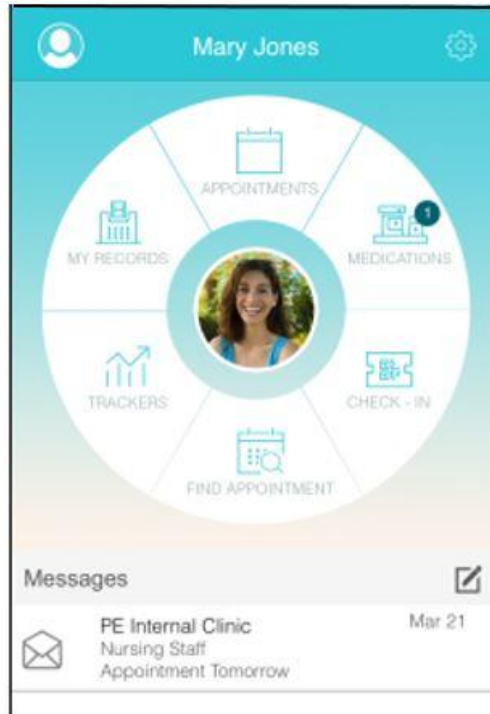 Mary Jones
APPOINTMENTS
1
MY RECORDS
MEDICATIONS
TRACKERS
CHECK - IN
FIND APPOINTMENT
Messages
PE Internal Clinic
Mar 21
Nursing Staff
Appointment Tomorrow